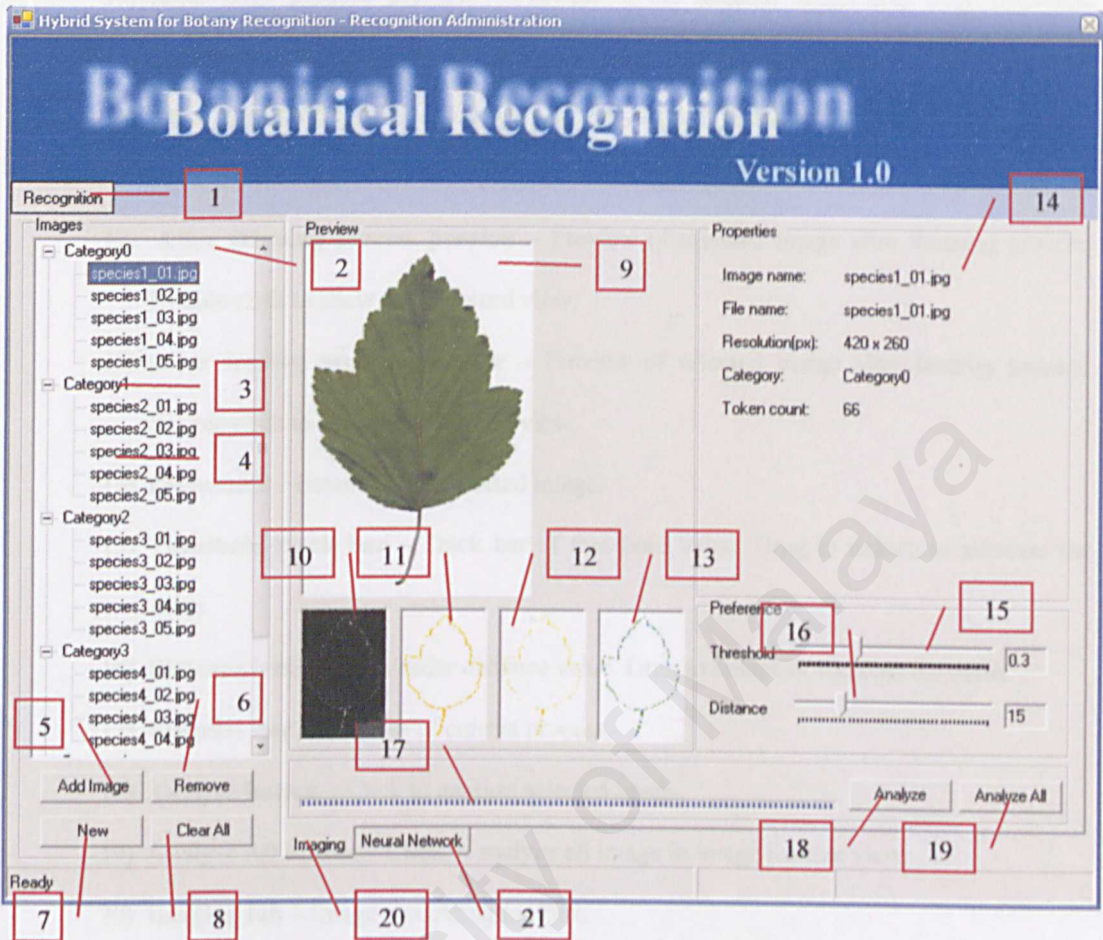 Hybrid System for Botany Recognition - Recognition Administration
Botanical Recognition
Botanical Recognition
Version 1.0
Recognition
1
14
Images
Category0
species1_01.jpg
species1_02.jpg
species1_03.jpg
species1_04.jpg
species1_05.jpg
Category1
species2_01.jpg
species2_02.jpg
species2_03.jpg
species2_04.jpg
species2_05.jpg
Category2
species3_01.jpg
species3_02.jpg
species3_03.jpg
species3_04.jpg
species3_05.jpg
Category3
species4_01.jpg
species4_02.jpg
species4_03.jpg
species4_04.jpg
2
3
4
5
6
Add Image
Remove
New
Clear All
7
8
Preview
9
10
11
12
13
Properties
Image name: species1_01.jpg
File name: species1_01.jpg
Resolution(px): 420 x 260
Category: Category0
Token count: 66
Preference
16
15
Threshold 0.3
Distance 15
17
Analyze
Analyze All
18
19
Imaging
Neural Network
20
21
Ready
University of Malaya